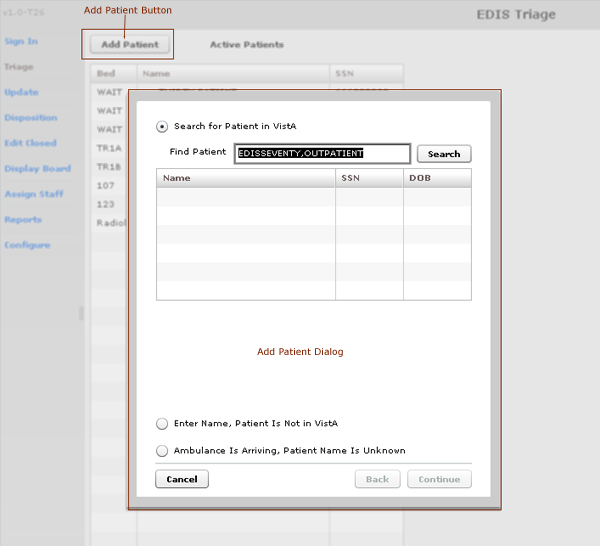 Add Patient Button
v1.0-T26
EDIS Triage
Sign In
Add Patient
Active Patients
Triage
Bed Name SSN
Update
WAIT
WAIT
Disposition
WAIT
Edit Closed
TR1A
Display Board
TR1B
107
Assign Staff
123
Reports
Radiol
Configure
Search for Patient in VistA
Find Patient EDISSEVENTY,OUTPATIENT Search
Name SSN DOB
Add Patient Dialog
Enter Name, Patient Is Not in VistA
Ambulance Is Arriving, Patient Name Is Unknown
Cancel Back Continue